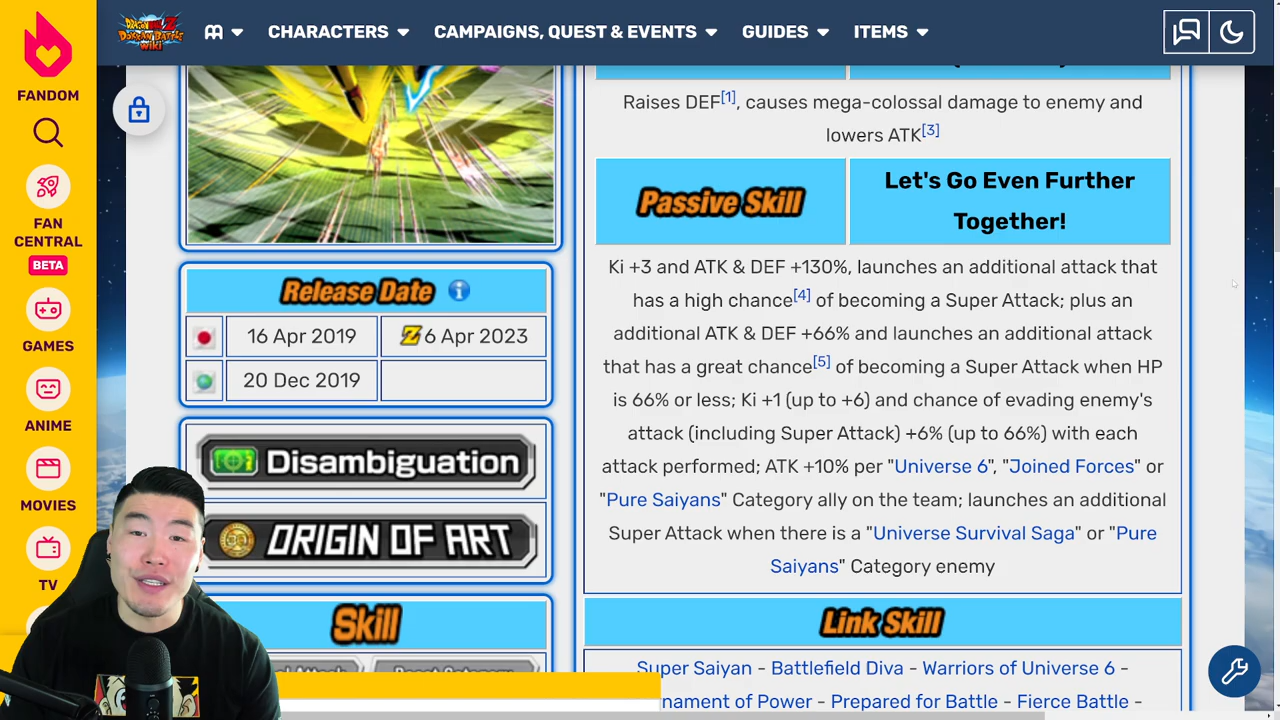 DRAGON BALL Z
DOKKAN BATTLE
WIKI
CHARACTERS
CAMPAIGNS, QUEST & EVENTS
GUIDES
ITEMS
FANDOM
FAN
CENTRAL
BETA
GAMES
ANIME
MOVIES
TV
Raises DEF[1], causes mega-colossal damage to enemy and
lowers ATK[3]
Passive Skill
Let's Go Even Further
Together!
Ki +3 and ATK & DEF +130%, launches an additional attack that
has a high chance[4] of becoming a Super Attack; plus an
additional ATK & DEF +66% and launches an additional attack
that has a great chance[5] of becoming a Super Attack when HP
is 66% or less; Ki +1 (up to +6) and chance of evading enemy's
attack (including Super Attack) +6% (up to 66%) with each
attack performed; ATK +10% per "Universe 6", "Joined Forces" or
"Pure Saiyans" Category ally on the team; launches an additional
Super Attack when there is a "Universe Survival Saga" or "Pure
Saiyans" Category enemy
Link Skill
Super Saiyan - Battlefield Diva - Warriors of Universe 6 -
nament of Power - Prepared for Battle - Fierce Battle -
Release Date
16 Apr 2019
Z 6 Apr 2023
20 Dec 2019
Disambiguation
ORIGIN OF ART
Skill